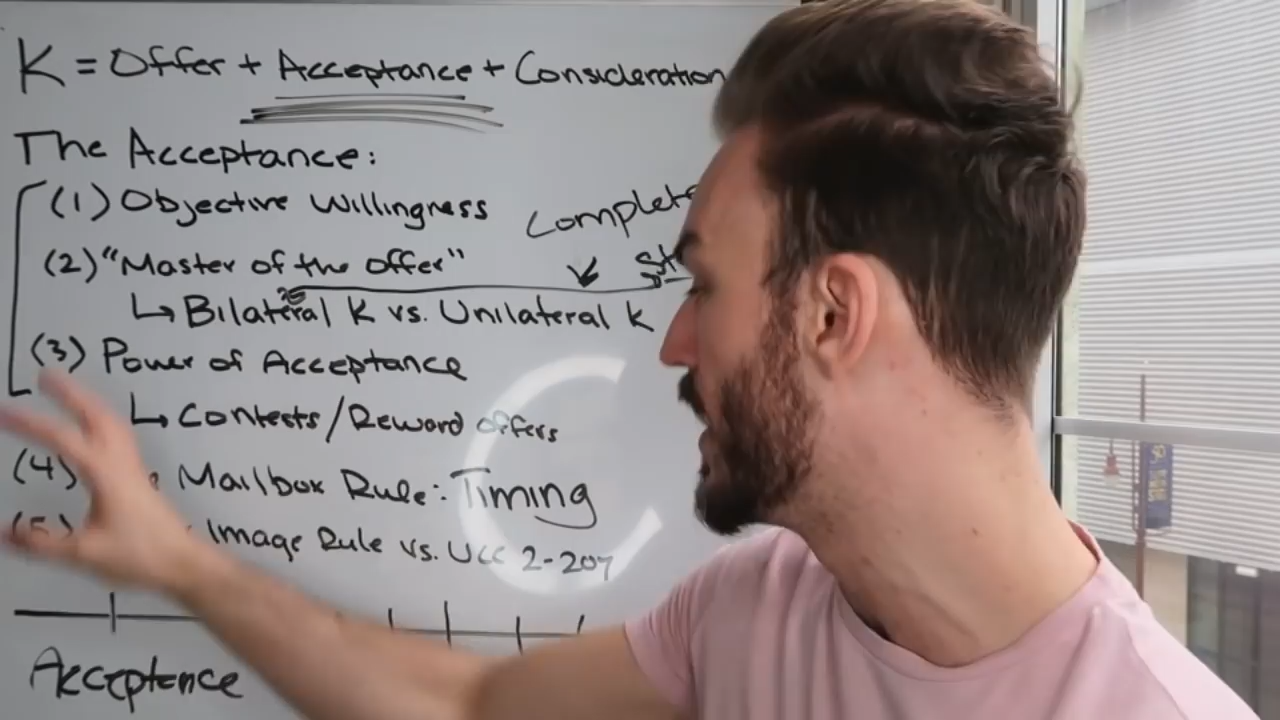 K = Offer + Acceptance + Consideration
The Acceptance:
(1) Objective Willingness
Complete
(2) "Master of the offer"
↳ Bilateral K vs. Unilateral K
(3) Power of Acceptance
↳ Contests/Reward offers
(4) Mailbox Rule: Timing
(5) Image Rule vs. UCC 2-207
Acceptance